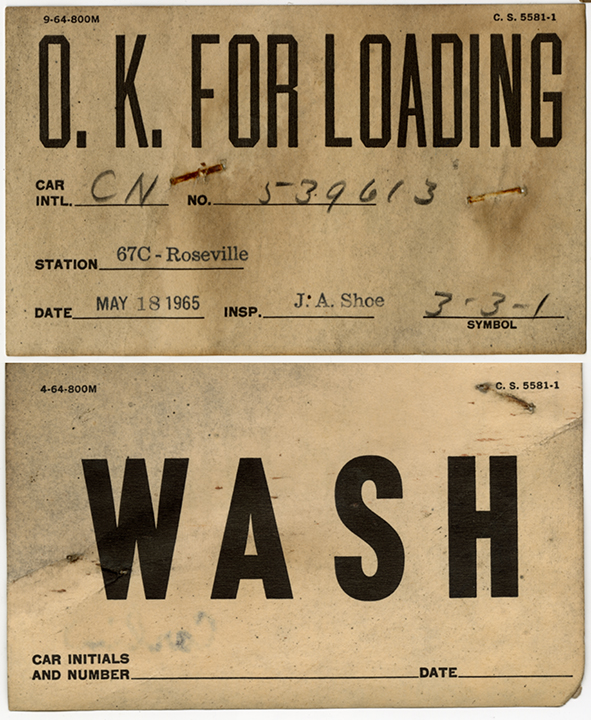 9-64-800M C. S. 5581-1
O. K. FOR LOADING
CAR
INTL. CN NO. 539613
STATION 67C - Roseville
DATE MAY 18 1965 INSP. J. A. Shoe 3-3-1
SYMBOL
4-64-800M C. S. 5581-1
WASH
CAR INITIALS
AND NUMBER DATE